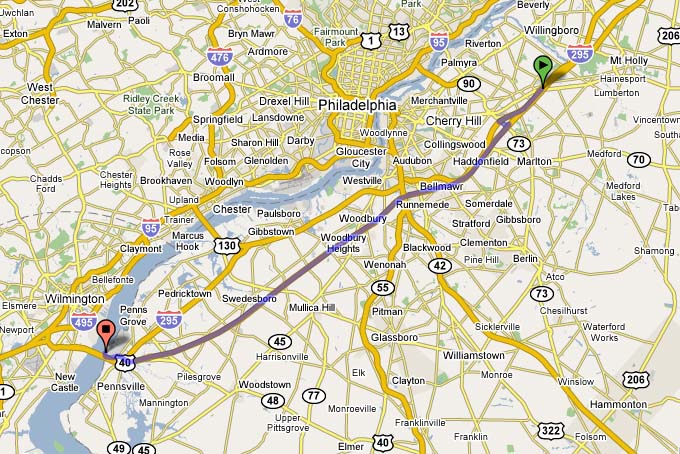 202
West
Conshohocken
Beverly
Eagle
Malvern
Paoli
76
Fairmount
Park
13
Willingboro
206
Exton
Bryn Mawr
1
95
Riverton
295
Mt Holly
Ardmore
476
Palmyra
Hainesport
West
Chester
Broomall
90
Lumberton
Ridley Creek
State Park
Drexel Hill
Philadelphia
Merchantville
Vincentown
Springfield
Lansdowne
Woodlynne
Cherry Hill
South
Media
Darby
Collingswood
73
copson
Rose
Valley
Sharon Hill
Gloucester
City
Marlton
Medford
70
Folsom
Glenolden
Audubon
Haddonfield
Chadds
Ford
Chester
Heights
Brookhaven
Woodlyn
Westville
Bellmawr
Medford
Lakes
Upland
Chester
Paulsboro
Runnemede
Somerdale
95
Trainer
Woodbury
Stratford
Gibbsboro
Marcus
Hook
130
Gibbstown
Claymont
Woodbury
Heights
Blackwood
Clementon
Berlin
Bellefonte
Wenonah
42
Pine Hill
Wilmington
Pedricktown
55
Atco
Elsmere
Penns
Grove
Swedesboro
Mullica Hill
73
Chesilhurst
Newport
495
295
Pitman
Sicklerville
Waterford
Works
45
Glassboro
40
Harrisonville
Williamstown
New
Castle
Pennsville
Pilesgrove
Elk
Winslow
206
1
Woodstown
77
Clayton
Mannington
48
Monroeville
Hammonton
Upper
Pittsgrove
Franklinville
322
49
45
Elmer
40
Franklin
Folsom